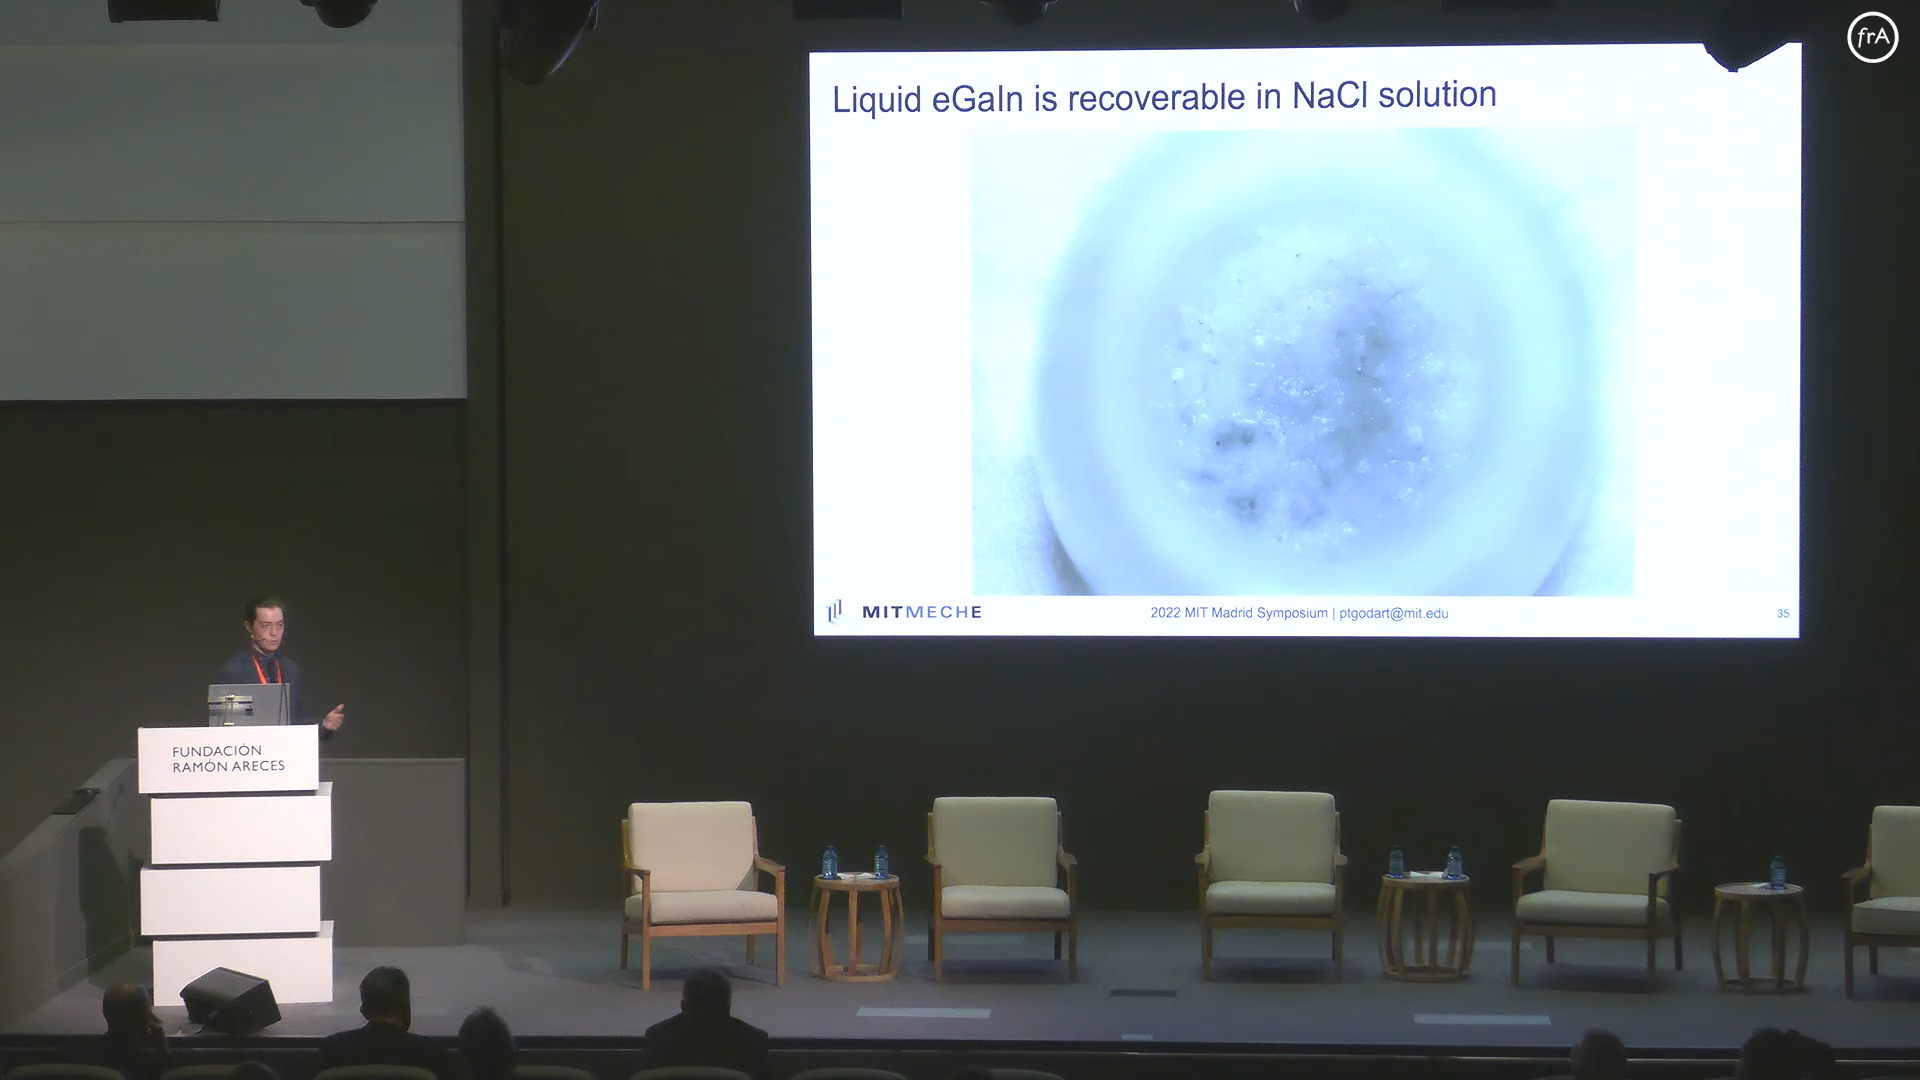 frA
Liquid eGaIn is recoverable in NaCl solution
MITMECHE
2022 MIT Madrid Symposium | ptgodart@mit.edu
35
FUNDACIÓN
RAMÓN ARECES